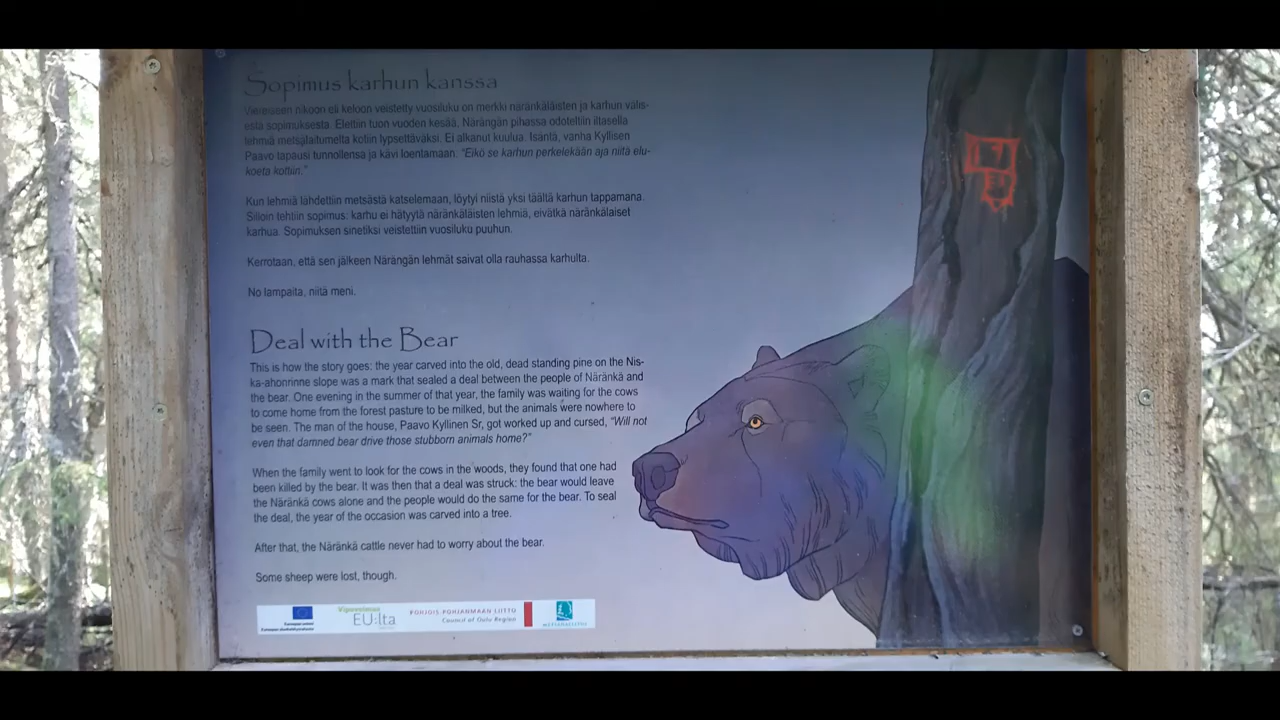 Sopimus karhun kanssa
Viereiseen hikoon eli keloon veistetty vuosiluku on merkki näränkäläisten ja karhun välis-
estä sopimuksesta. Elettiin tuon vuoden kesää, Närängän pihassa odoteltiin illasella
lehmiä metsälaitumelta kotiin lypsettäväksi. Ei alkanut kuulua. Isäntä, vanha Kyllisen
Paavo tapausi tunnollensa ja kävi loentamaan: "Eikö se karhun perkelekään aja niitä elu-
koeta kottiin."
Kun lehmiä lähdettiin metsästä katselemaan, löytyi niistä yksi täältä karhun tappamana.
Silloin tehtiin sopimus: karhu ei hätyytä näränkäläisten lehmiä, eivätkä näränkäläiset
karhua. Sopimuksen sinetiksi veistettiin vuosiluku puuhun.
Kerrotaan, että sen jälkeen Närängän lehmät saivat olla rauhassa karhulta.
No lampaita, niitä meni.
Deal with the Bear
This is how the story goes: the year carved into the old, dead standing pine on the Nis-
ka-ahonrinne slope was a mark that sealed a deal between the people of Näränkä and
the bear. One evening in the summer of that year, the family was waiting for the cows
to come home from the forest pasture to be milked, but the animals were nowhere to
be seen. The man of the house, Paavo Kyllinen Sr, got worked up and cursed, "Will not
even that damned bear drive those stubborn animals home?"
When the family went to look for the cows in the woods, they found that one had
been killed by the bear. It was then that a deal was struck: the bear would leave
the Näränkä cows alone and the people would do the same for the bear. To seal
the deal, the year of the occasion was carved into a tree.
After that, the Näränkä cattle never had to worry about the bear.
Some sheep were lost, though.
Vipuvoimaa
EU:lta
POHJOIS-POHJANMAAN LIITTO
Council of Oulu Region
METSÄHALLITUS